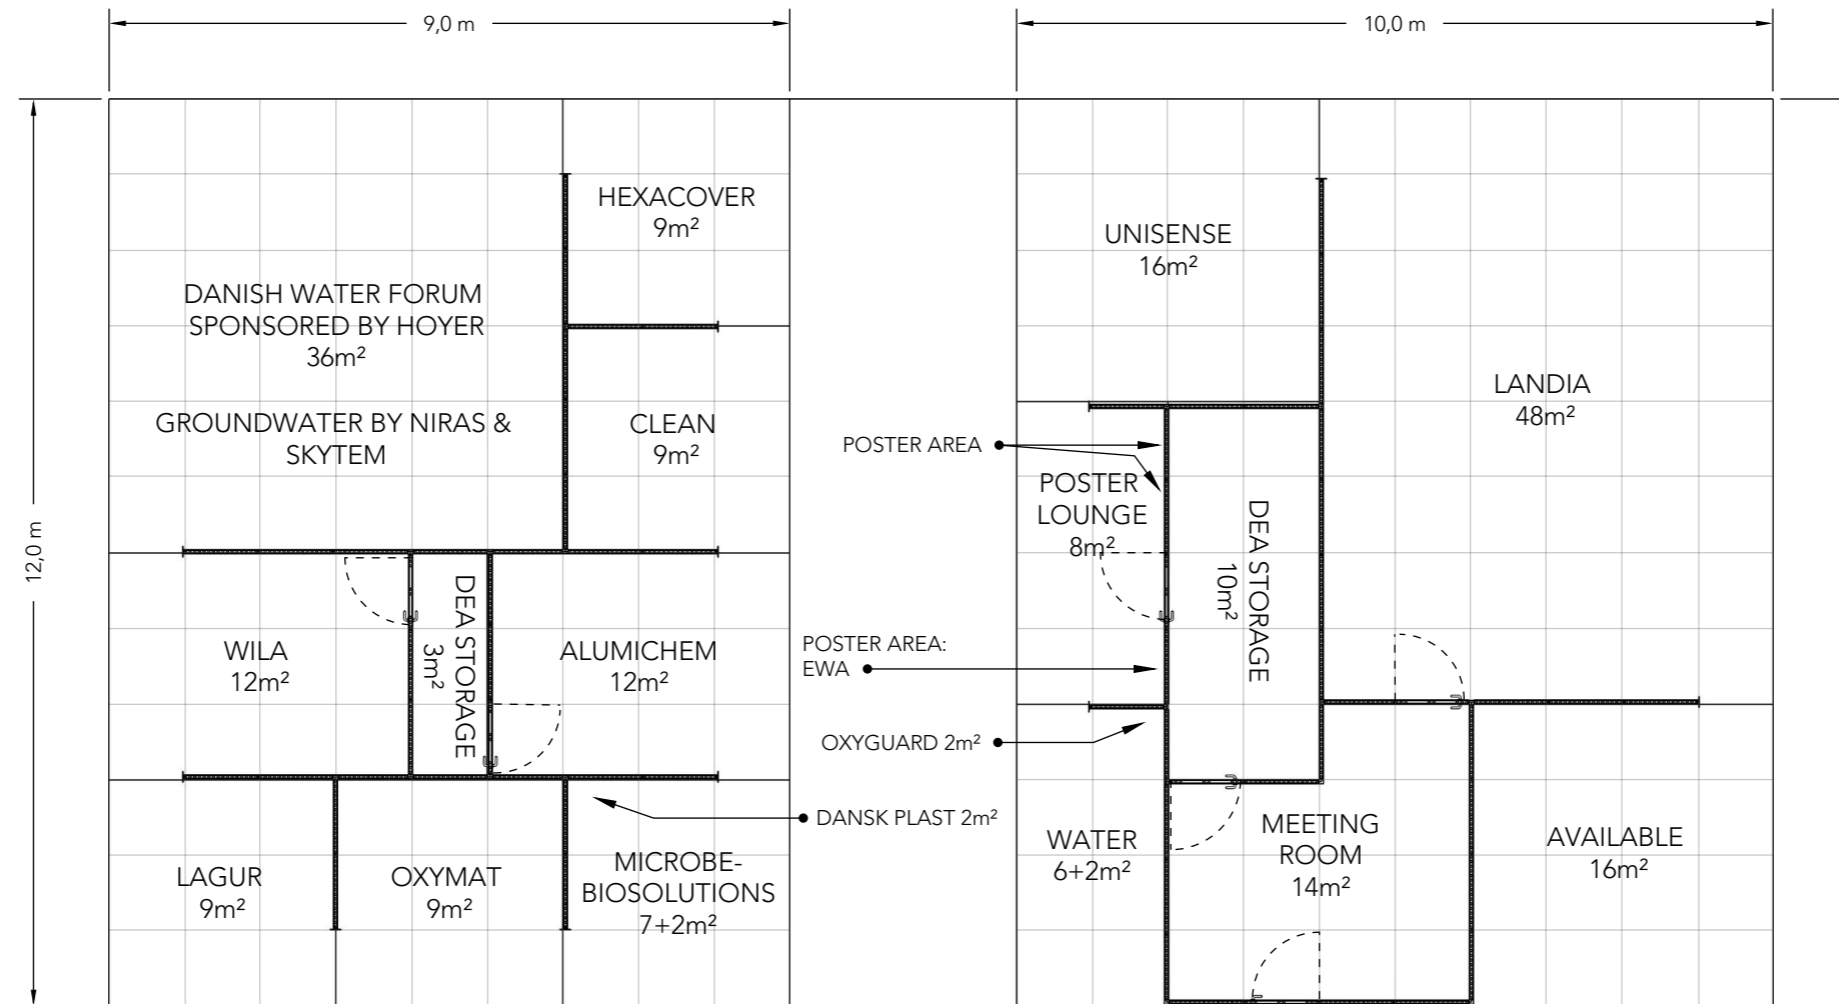 9,0 m
10,0 m
12,0 m
HEXACOVER
9m²
DANISH WATER FORUM
SPONSORED BY HOYER
36m²
GROUNDWATER BY NIRAS &
SKYTEM
CLEAN
9m²
WILA
12m²
DEA STORAGE
3m²
ALUMICHEM
12m²
LAGUR
9m²
OXYMAT
9m²
MICROBE-
BIOSOLUTIONS
7+2m²
POSTER AREA
POSTER AREA:
EWA
OXYGUARD 2m²
DANSK PLAST 2m²
UNISENSE
16m²
LANDIA
48m²
POSTER
LOUNGE
8m²
DEA STORAGE
10m²
WATER
6+2m²
MEETING
ROOM
14m²
AVAILABLE
16m²